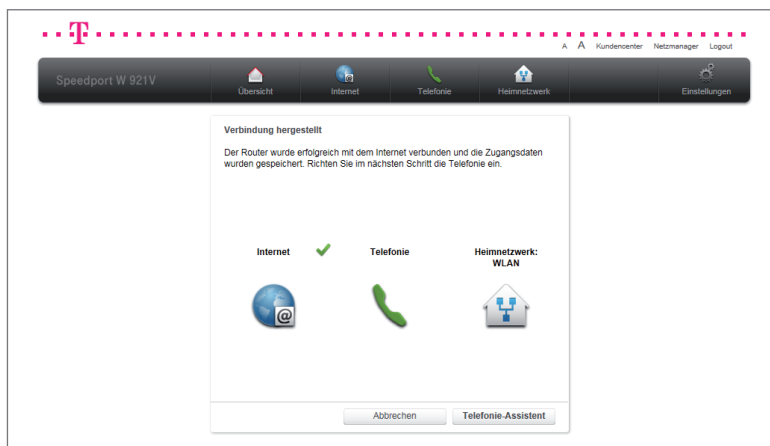 T
A A Kundencenter Netzmanager Logout
Speedport W 921V
Übersicht Internet Telefonie Heimnetzwerk Einstellungen
Verbindung hergestellt
Der Router wurde erfolgreich mit dem Internet verbunden und die Zugangsdaten
wurden gespeichert. Richten Sie im nächsten Schritt die Telefonie ein.
Internet Telefonie Heimnetzwerk:
WLAN
@
Abbrechen Telefonie-Assistent